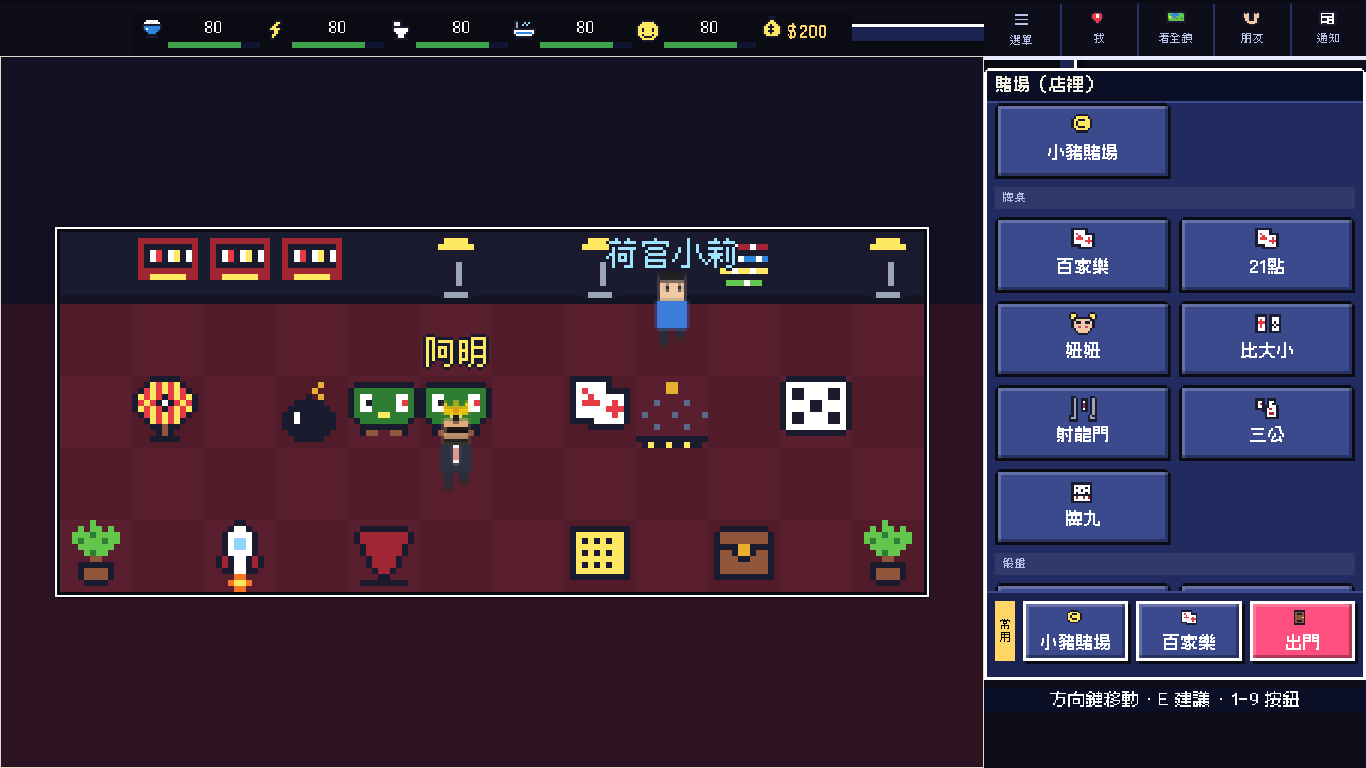 80
80
80
80
80
$200
選單
我
看全鎮
朋友
通知
賭場（店裡）
小豬賭場
牌桌
百家樂
21點
妞妞
比大小
射龍門
三公
牌九
骰盤
常用
小豬賭場
百家樂
出門
方向鍵移動 · E 建議 · 1-9 按鈕
荷官小莉
阿明